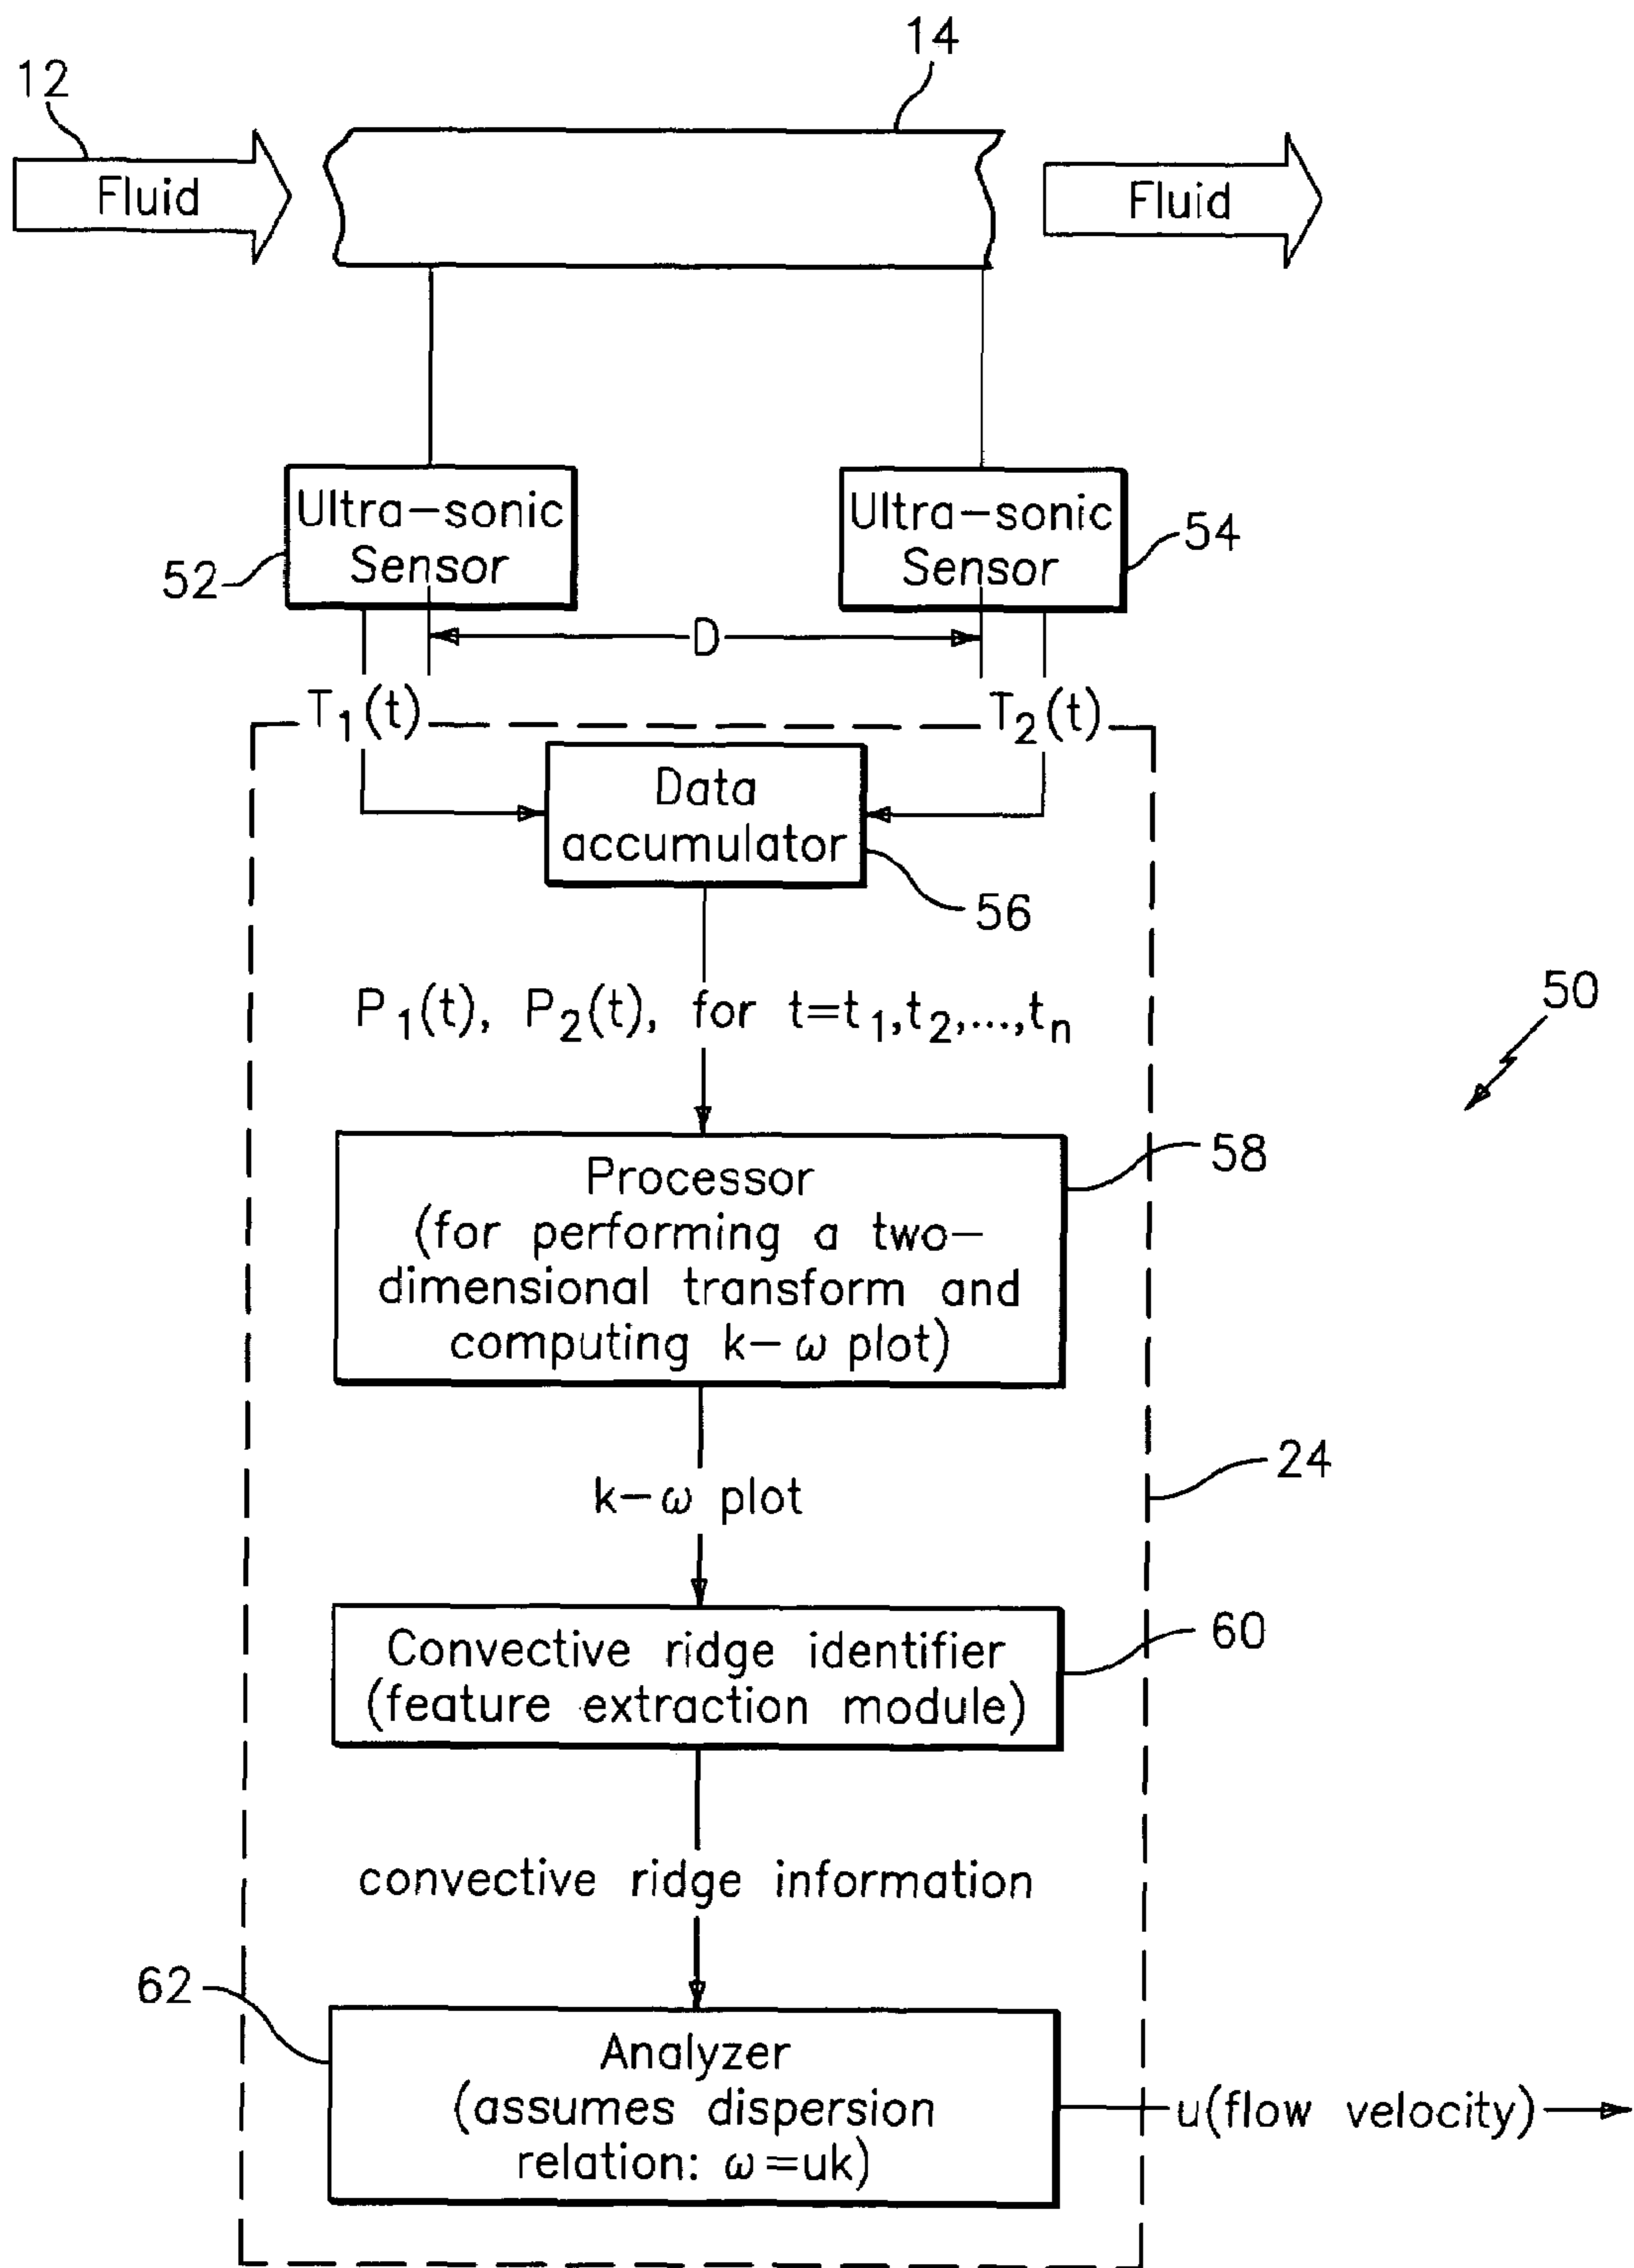 14
12
Fluid
Fluid
Ultra-sonic
Sensor
52
Ultra-sonic
Sensor
54
D
T1(t)
T2(t)
Data
accumulator
56
P1(t), P2(t), for t=t1,t2,...,tn
50
Processor
(for performing a two-
dimensional transform and
computing k-ω plot)
58
k-ω plot
24
Convective ridge identifier
(feature extraction module)
60
convective ridge information
62
Analyzer
(assumes dispersion
relation: ω=uk)
u(flow velocity)